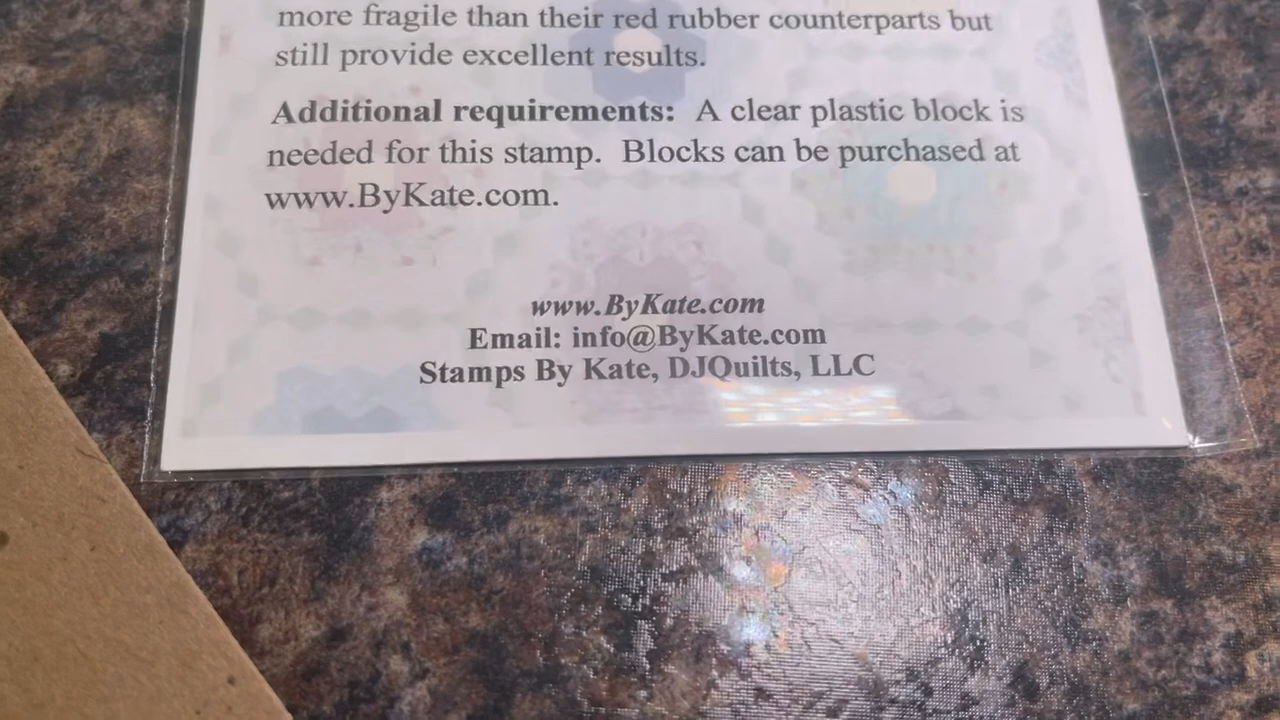 more fragile than their red rubber counterparts but
still provide excellent results.
Additional requirements: A clear plastic block is
needed for this stamp. Blocks can be purchased at
www.ByKate.com.
www.ByKate.com
Email: info@ByKate.com
Stamps By Kate, DJQuilts, LLC